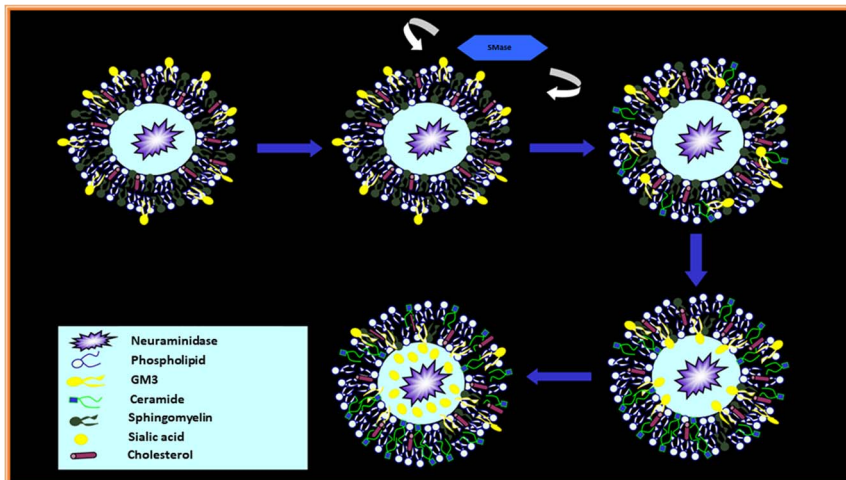 SMase
Neuraminidase
Phospholipid
GM3
Ceramide
Sphingomyelin
Sialic acid
Cholesterol